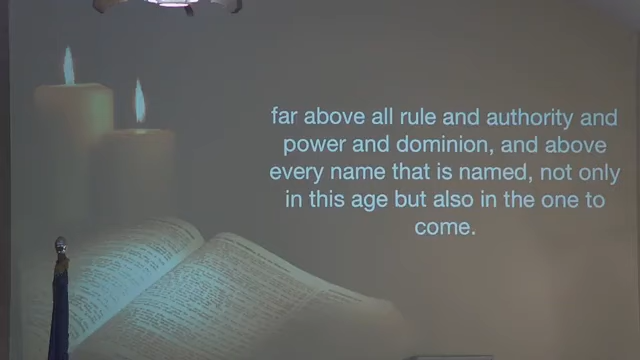 far above all rule and authority and
power and dominion, and above
every name that is named, not only
in this age but also in the one to
come.